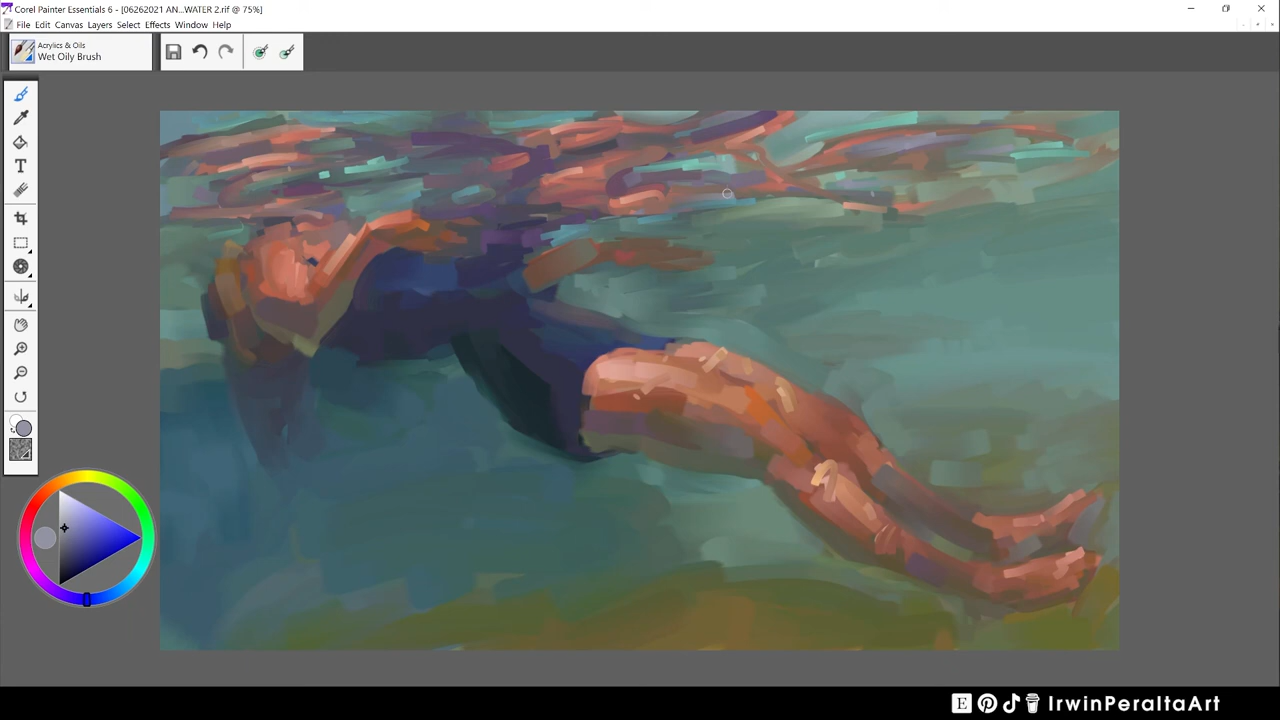 Corel Painter Essentials 6 - [06262021 AN...WATER 2.rif @ 75%]
File Edit Canvas Layers Select Effects Window Help
Acrylics & Oils
Wet Oily Brush
T
E IrwinPeraltaArt